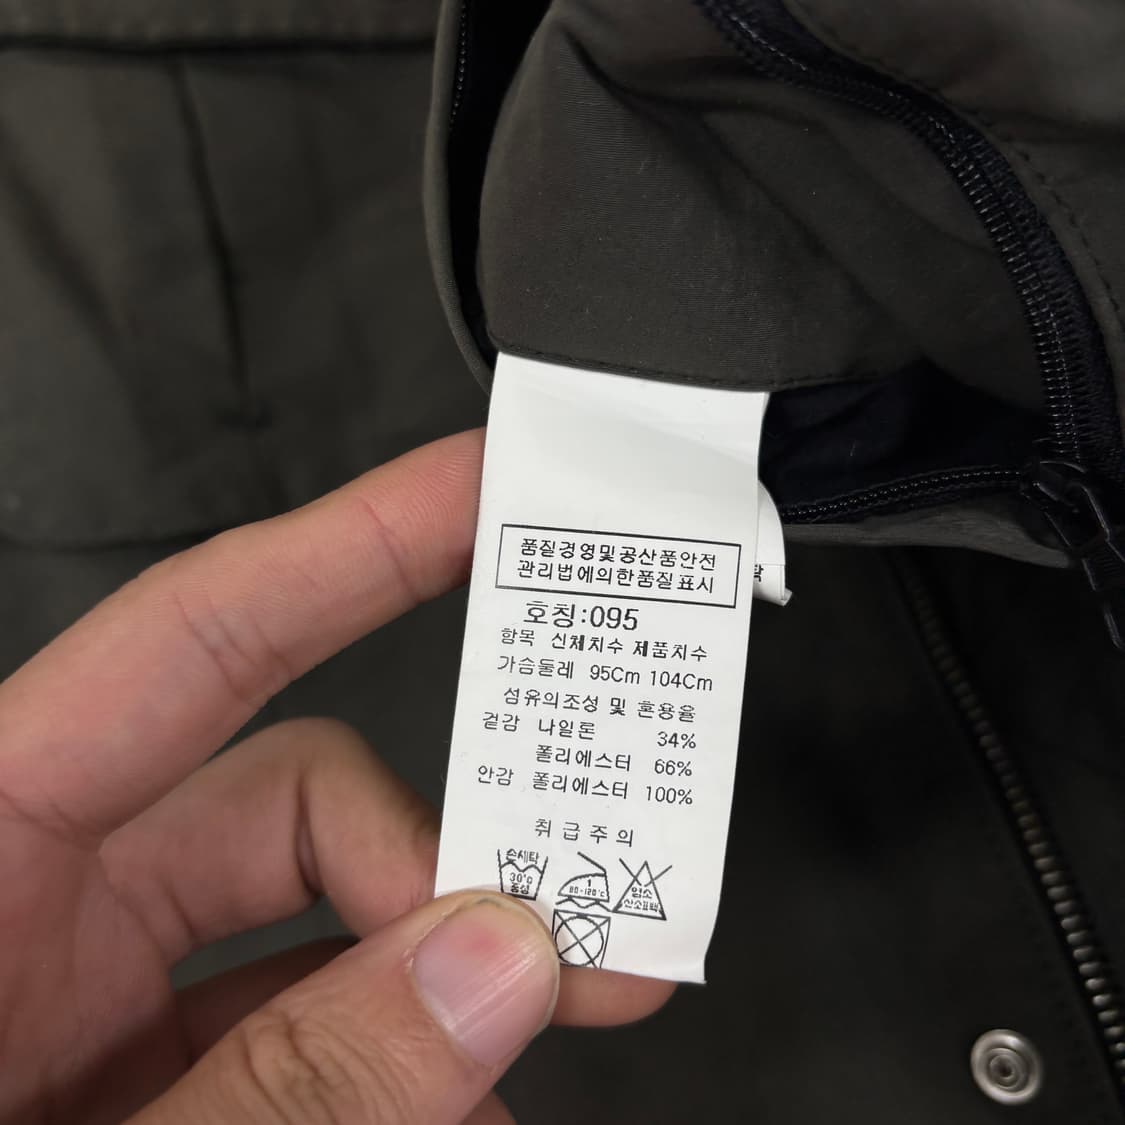 품질경영및공산품안전
관리법에의한품질표시
호칭:095
항목 신체치수 제품치수
가슴둘레 95Cm 104Cm
섬유의조성 및 혼용율
겉감 나일론 34%
폴리에스터 66%
안감 폴리에스터 100%
취급주의
손세탁
30°C
중성
1
80-120°C
염소
산소표백